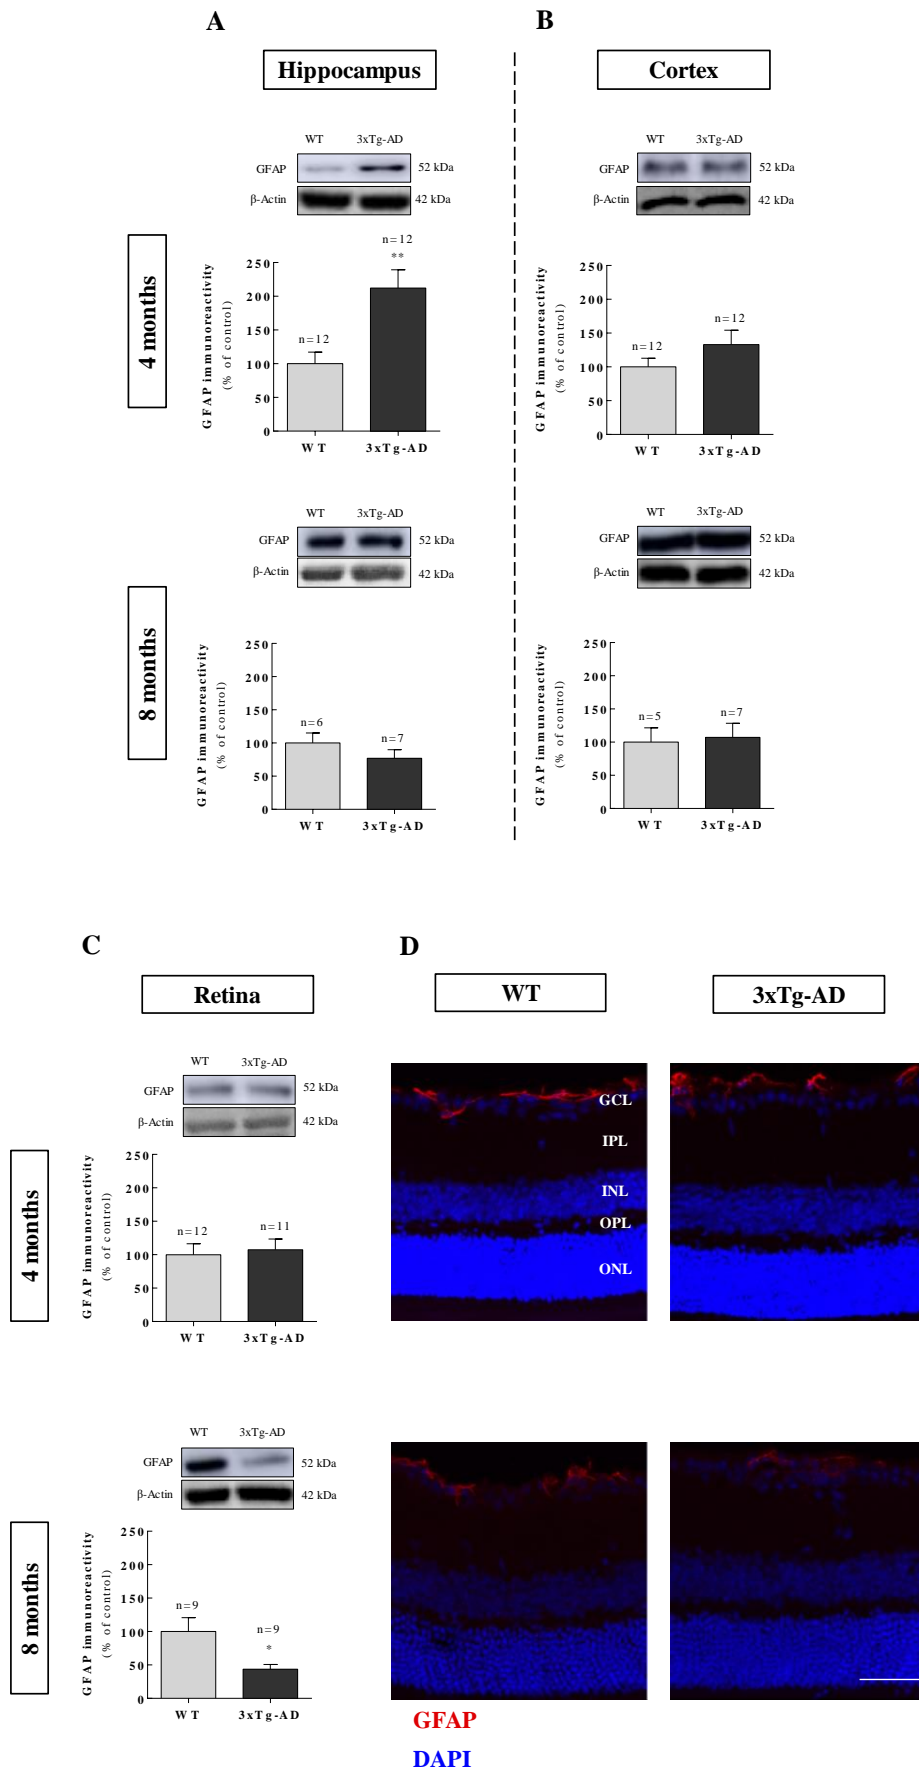 A
B
Hippocampus
Cortex
4 months
WT 3xTg-AD
GFAP 52 kDa
β-Actin 42 kDa
GFAP immunoreactivity
(% of control)
250
200
150
100
50
0
n=12
n=12
**
WT 3xTg-AD
WT 3xTg-AD
GFAP 52 kDa
β-Actin 42 kDa
GFAP immunoreactivity
(% of control)
250
200
150
100
50
0
n=12
n=12
WT 3xTg-AD
8 months
WT 3xTg-AD
GFAP 52 kDa
β-Actin 42 kDa
GFAP immunoreactivity
(% of control)
250
200
150
100
50
0
n=6
n=7
WT 3xTg-AD
WT 3xTg-AD
GFAP 52 kDa
β-Actin 42 kDa
GFAP immunoreactivity
(% of control)
250
200
150
100
50
0
n=5
n=7
WT 3xTg-AD
C
D
Retina
WT
3xTg-AD
4 months
WT 3xTg-AD
GFAP 52 kDa
β-Actin 42 kDa
GFAP immunoreactivity
(% of control)
250
200
150
100
50
0
n=12
n=11
WT 3xTg-AD
GCL
IPL
INL
OPL
ONL
8 months
WT 3xTg-AD
GFAP 52 kDa
β-Actin 42 kDa
GFAP immunoreactivity
(% of control)
250
200
150
100
50
0
n=9
n=9
*
WT 3xTg-AD
GFAP
DAPI